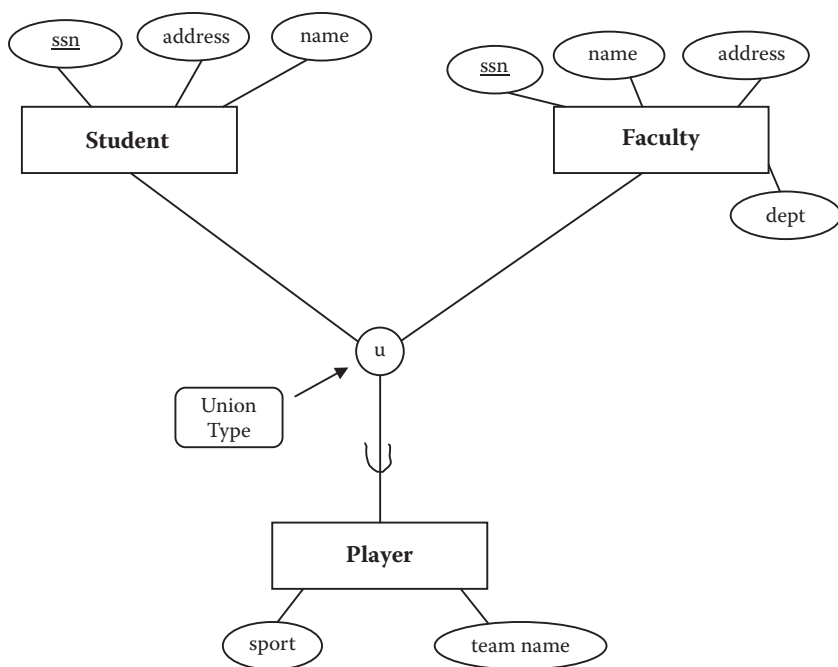 ssn
address
name
Student
ssn
name
address
Faculty
dept
u
Union
Type
Player
sport
team name